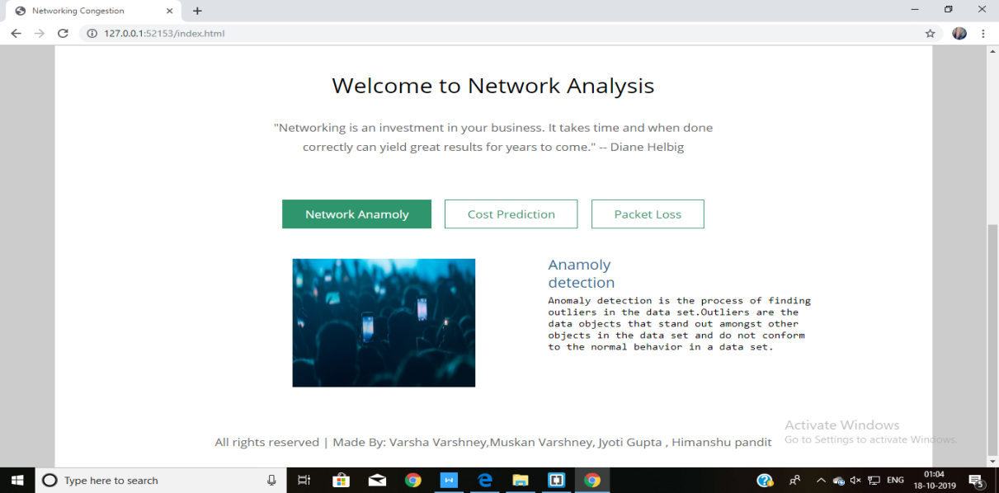 Networking Congestion
127.0.0.1:52153/index.html
Welcome to Network Analysis
"Networking is an investment in your business. It takes time and when done
correctly can yield great results for years to come." -- Diane Helbig
Network Anamoly
Cost Prediction
Packet Loss
Anamoly
detection
Anomaly detection is the process of finding
outliers in the data set.Outliers are the
data objects that stand out amongst other
objects in the data set and do not conform
to the normal behavior in a data set.
All rights reserved | Made By: Varsha Varshney,Muskan Varshney, Jyoti Gupta , Himanshu pandit
Activate Windows
Go to Settings to activate Windows.
Type here to search
ENG
01:04
18-10-2019
5